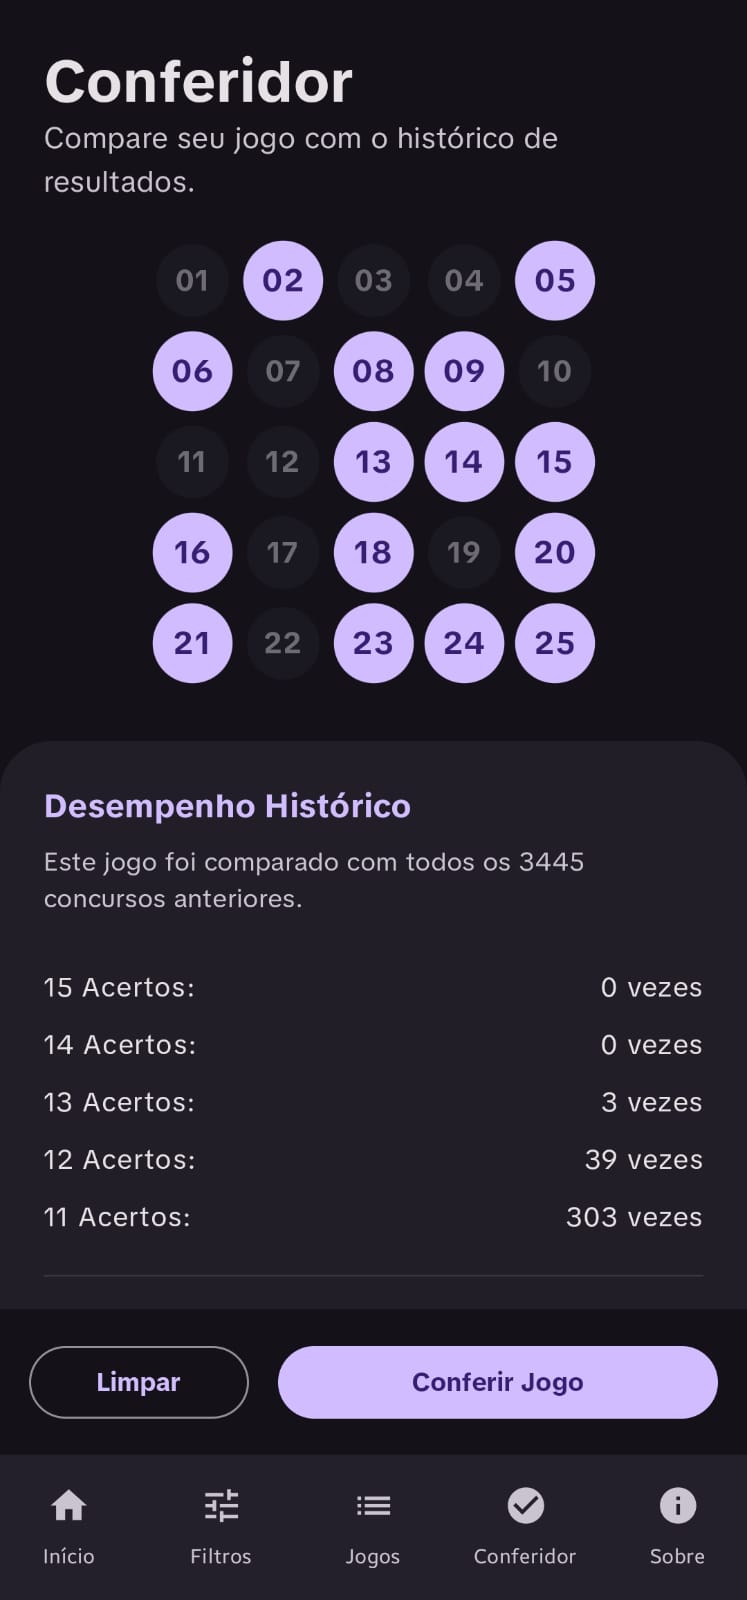 Conferidor
Compare seu jogo com o histórico de
resultados.
01 02 03 04 05
06 07 08 09 10
11 12 13 14 15
16 17 18 19 20
21 22 23 24 25
Desempenho Histórico
Este jogo foi comparado com todos os 3445
concursos anteriores.
15 Acertos: 0 vezes
14 Acertos: 0 vezes
13 Acertos: 3 vezes
12 Acertos: 39 vezes
11 Acertos: 303 vezes
Limpar Conferir Jogo
Início Filtros Jogos Conferidor Sobre